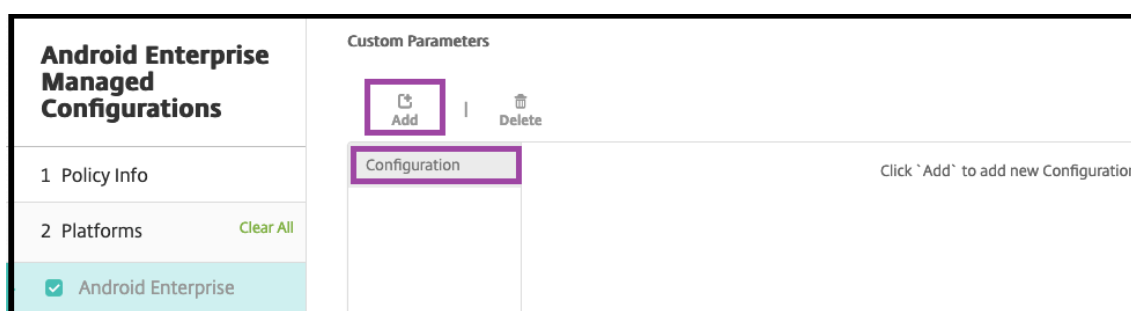 Android Enterprise
Managed
Configurations
1 Policy Info
2 Platforms Clear All
Android Enterprise
Custom Parameters
Add | Delete
Configuration
Click `Add` to add new Configuration